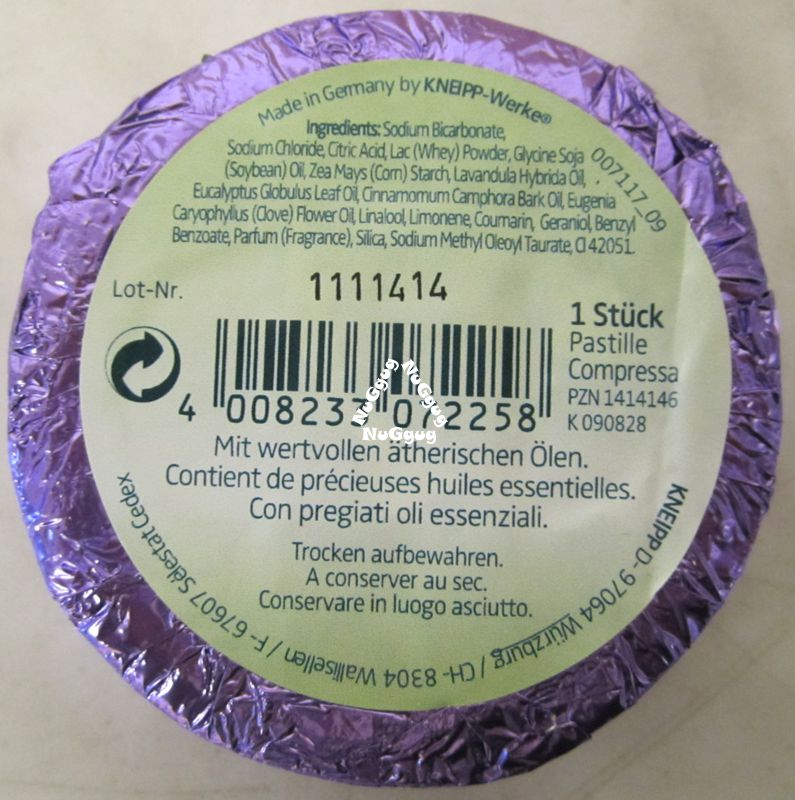 Made in Germany by KNEIPP-Werke®
Ingredients: Sodium Bicarbonate,
Sodium Chloride, Citric Acid, Lac (Whey) Powder, Glycine Soja
(Soybean) Oil, Zea Mays (Corn) Starch, Lavandula Hybrida Oil,
Eucalyptus Globulus Leaf Oil, Cinnamomum Camphora Bark Oil, Eugenia
Caryophyllus (Clove) Flower Oil, Linalool, Limonene, Coumarin, Geraniol, Benzyl
Benzoate, Parfum (Fragrance), Silica, Sodium Methyl Oleoyl Taurate, CI 42051.
007117_09
Lot-Nr. 1111414
1 Stück
Pastille
Compressa
PZN 1414146
K 090828
4 008233 072258
NuGgug NuGgug
NuGgug
Mit wertvollen ätherischen Ölen.
Contient de précieuses huiles essentielles.
Con pregiati oli essenziali.
Trocken aufbewahren.
A conserver au sec.
Conservare in luogo asciutto.
KNEIPP D- 97064 Würzburg / CH- 8304 Wallisellen / F- 67607 Sélestat Cedex